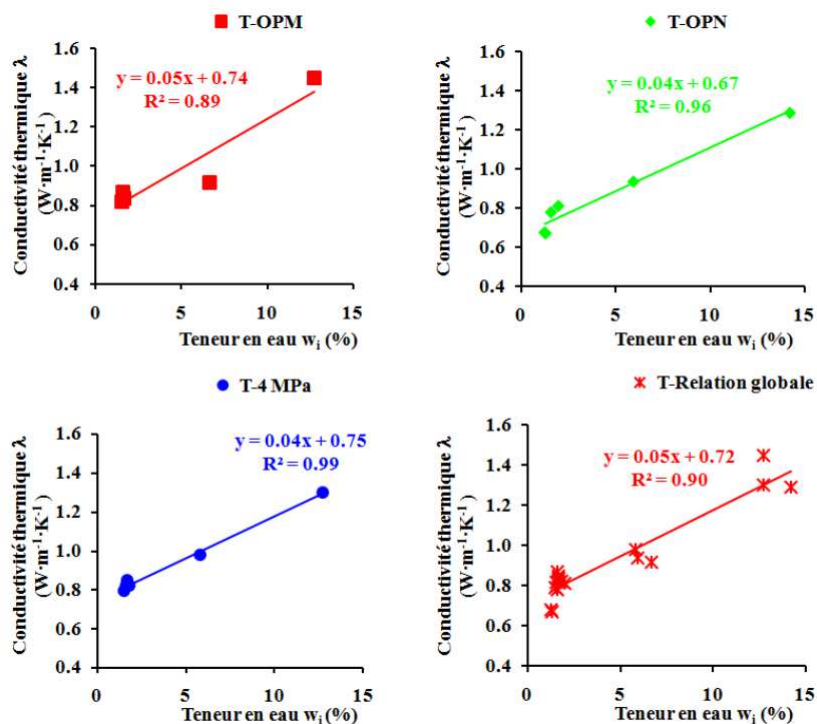 T-OPM
Conductivité thermique λ
(W·m⁻¹·K⁻¹)
1.6
1.4
1.2
1.0
0.8
0.6
0.4
y = 0.05x + 0.74
R² = 0.89
0 5 10 15
Teneur en eau wᵢ (%)
T-OPN
Conductivité thermique λ
(W·m⁻¹·K⁻¹)
1.6
1.4
1.2
1.0
0.8
0.6
0.4
y = 0.04x + 0.67
R² = 0.96
0 5 10 15
Teneur en eau wᵢ (%)
T-4 MPa
Conductivité thermique λ
(W·m⁻¹·K⁻¹)
1.6
1.4
1.2
1.0
0.8
0.6
0.4
y = 0.04x + 0.75
R² = 0.99
0 5 10 15
Teneur en eau wᵢ (%)
T-Relation globale
Conductivité thermique λ
(W·m⁻¹·K⁻¹)
1.6
1.4
1.2
1.0
0.8
0.6
0.4
y = 0.05x + 0.72
R² = 0.90
0 5 10 15
Teneur en eau wᵢ (%)